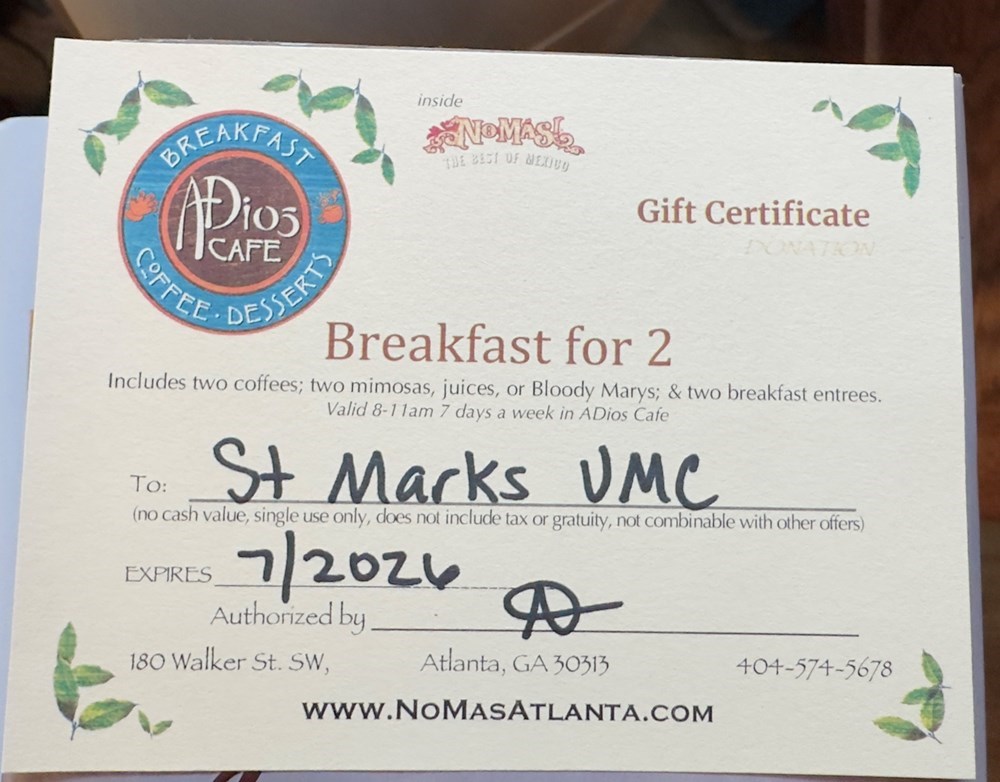 inside
NoMás!
THE BEST OF MEXICO
BREAKFAST
ADios
CAFE
COFFEE · DESSERTS
Gift Certificate
DONATION
Breakfast for 2
Includes two coffees; two mimosas, juices, or Bloody Marys; & two breakfast entrees.
Valid 8-11am 7 days a week in ADios Cafe
To: St Marks UMC
(no cash value, single use only, does not include tax or gratuity, not combinable with other offers)
EXPIRES 7/2026
Authorized by
180 Walker St. SW, Atlanta, GA 30313 404-574-5678
www.NoMasAtlanta.com